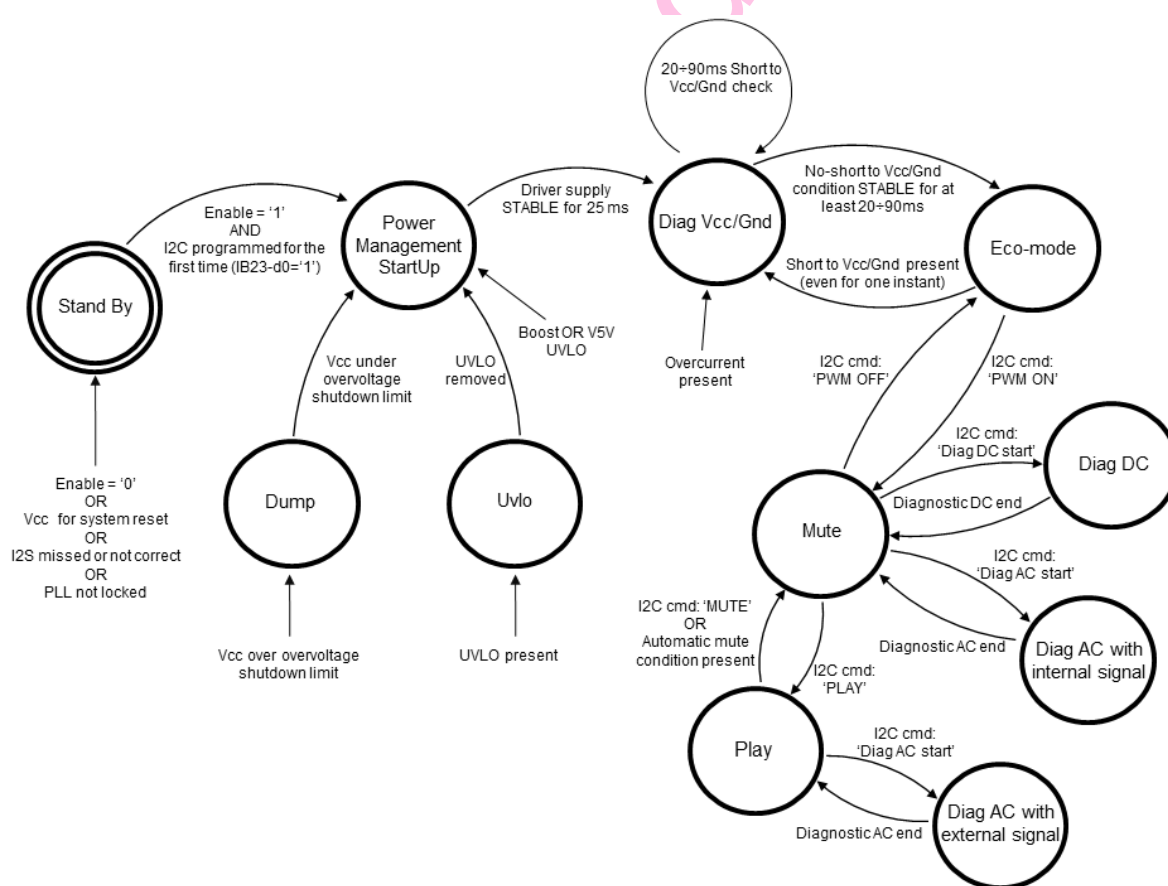 20÷90ms Short to
Vcc/Gnd check
Enable = ‘1’
AND
I2C programmed for the
first time (IB23-d0=‘1’)
Power
Management
StartUp
Driver supply
STABLE for 25 ms
Diag Vcc/Gnd
No-short to Vcc/Gnd
condition STABLE for at
least 20÷90ms
Eco-mode
Short to Vcc/Gnd present
(even for one instant)
Stand By
Boost OR V5V
UVLO
Overcurrent
present
Vcc under
overvoltage
shutdown limit
UVLO
removed
I2C cmd:
‘PWM OFF’
I2C cmd:
‘PWM ON’
Dump
Uvlo
Mute
I2C cmd:
‘Diag DC start’
Diag DC
Diagnostic DC end
Enable = ‘0’
OR
Vcc for system reset
OR
I2S missed or not correct
OR
PLL not locked
I2C cmd:
‘Diag AC start’
Vcc over overvoltage
shutdown limit
UVLO present
I2C cmd: ‘MUTE’
OR
Automatic mute
condition present
I2C cmd:
‘PLAY’
Diagnostic AC end
Diag AC with
internal signal
Play
I2C cmd:
‘Diag AC start’
Diagnostic AC end
Diag AC with
external signal